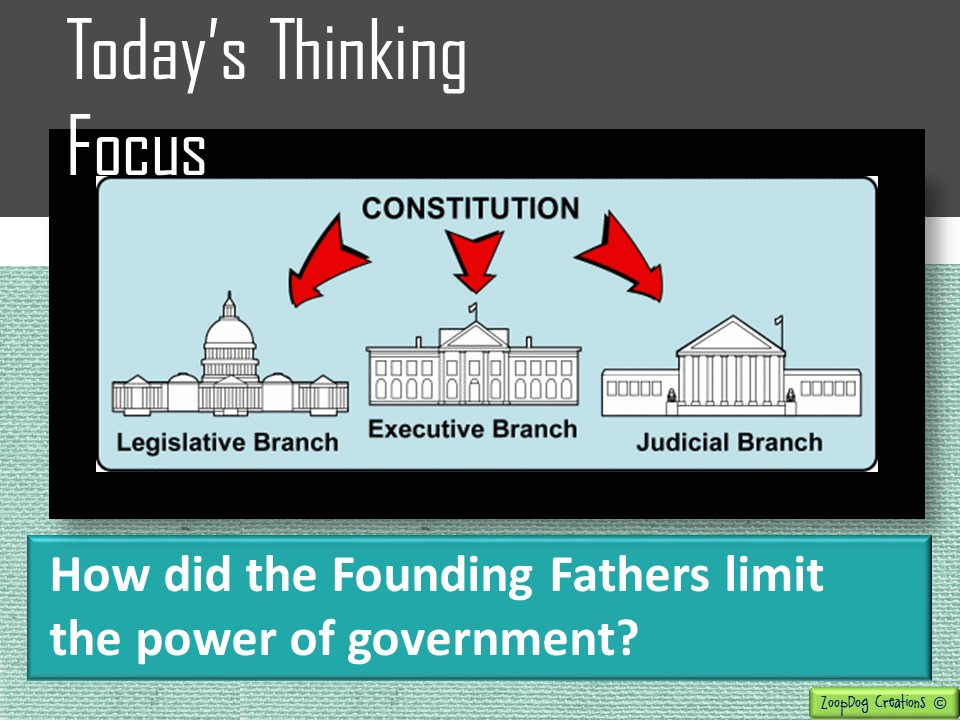 Today's Thinking
Focus
CONSTITUTION
Legislative Branch
Executive Branch
Judicial Branch
How did the Founding Fathers limit
the power of government?
ZoopDog Creations ©